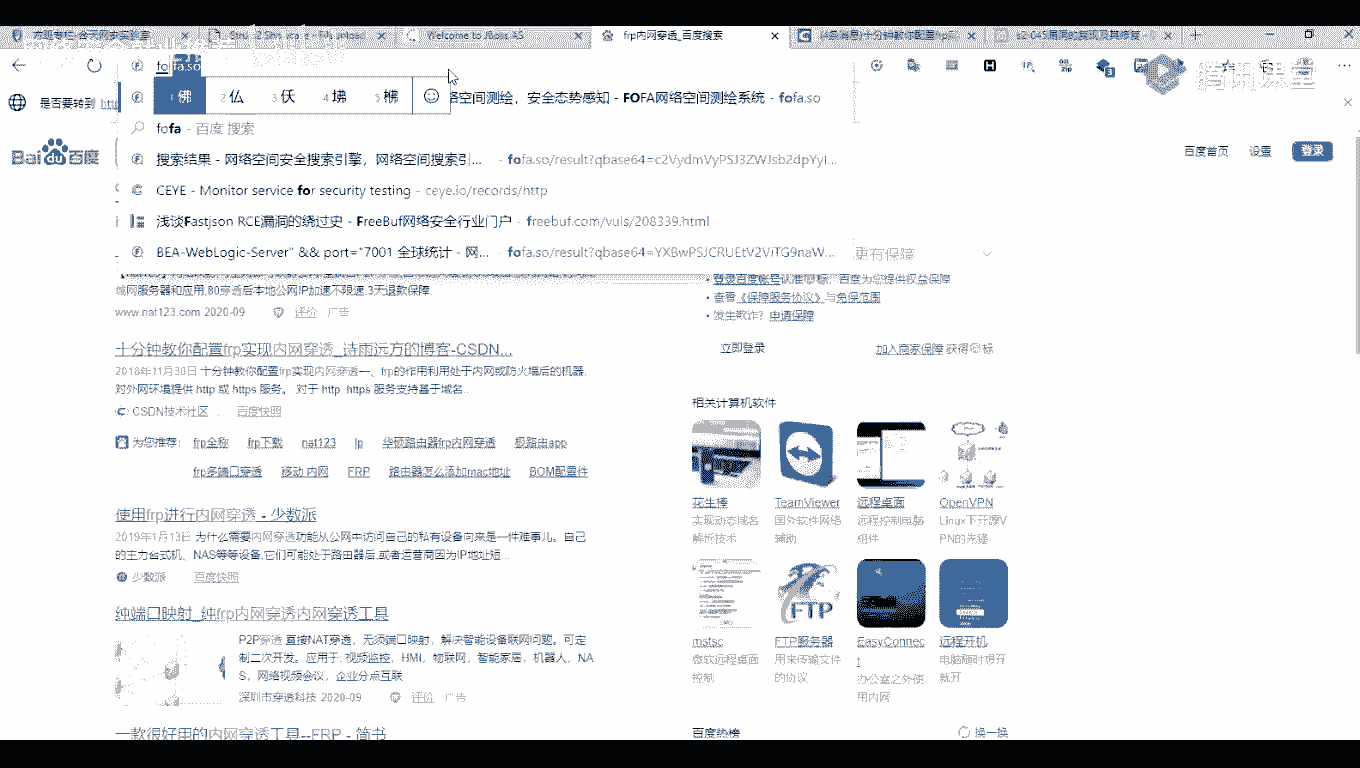 Welcome to JBoss AS
frp内网穿透_百度搜索
s2-045漏洞的复现及其修复
fofa.so
是否要转到
1 佛 2 仏 3 伏 4 坲 5 梻
空间测绘，安全态势感知 - FOFA网络空间测绘系统 - fofa.so
fofa - 百度 搜索
搜索结果 - 网络空间安全搜索引擎，网络空间搜索引... - fofa.so/result?qbase64=c2VydmVyPSJ3ZWJsb2dpYyI...
CEYE - Monitor service for security testing - ceye.io/records/http
浅谈Fastjson RCE漏洞的绕过史 - FreeBuf网络安全行业门户 - freebuf.com/vuls/208339.html
BEA-WebLogic-Server" && port="7001 全球统计 - 网... - fofa.so/result?qbase64=YXBwPSJCRUEtV2ViTG9naW...
腾讯课堂
Baidu百度
百度首页 设置 登录
更有保障
域网服务器和应用,80穿透后本地公网IP加速不限速,3天退款保障.
www.nat123.com 2020-09 评价 广告
登录百度账号认准标，百度为您提供权益保障
查看《保障服务协议》与免保范围
发生欺诈？申请保障
立即登录 加入商家保障 获得标
十分钟教你配置frp实现内网穿透_诗雨远方的博客-CSDN...
2018年11月30日 十分钟教你配置frp实现内网穿透一、frp的作用利用处于内网或防火墙后的机器,
对外网环境提供 http 或 https 服务。 对于 http, https 服务支持基于域名..
CSDN技术社区 百度快照
为您推荐: frp全称 frp下载 nat123 lp 华硕路由器frp内网穿透 极路由app
frp多端口穿透 移动 内网 FRP 路由器怎么添加mac地址 BOM配置件
使用frp进行内网穿透 - 少数派
2019年1月13日 为什么需要内网穿透功能从公网中访问自己的私有设备向来是一件难事儿。自己
的主力台式机、NAS等等设备,它们可能处于路由器后,或者运营商因为IP地址短...
少数派 百度快照
纯端口映射_纯frp内网穿透内网穿透工具
P2P穿透 直接NAT穿透，无须端口映射，解决智能设备联网问题。可定
制二次开发。应用于: 视频监控，HMI，物联网，智能家居，机器人，NA
S，网络视频会议，企业分点互联
深圳市穿透科技 2020-09 评价 广告
一款很好用的内网穿透工具--FRP - 简书
相关计算机软件
花生棒 TeamViewer 远程桌面 OpenVPN
实现动态域名解析技术
国外软件网络辅助
远程控制电脑组件
Linux下开源VPN的先锋
FTP
mstsc FTP服务器 EasyConnect 远程开机
微软远程桌面控制
用来传输文件的协议
办公室之外使用内网
电脑随时想开就开
百度热榜 换一换